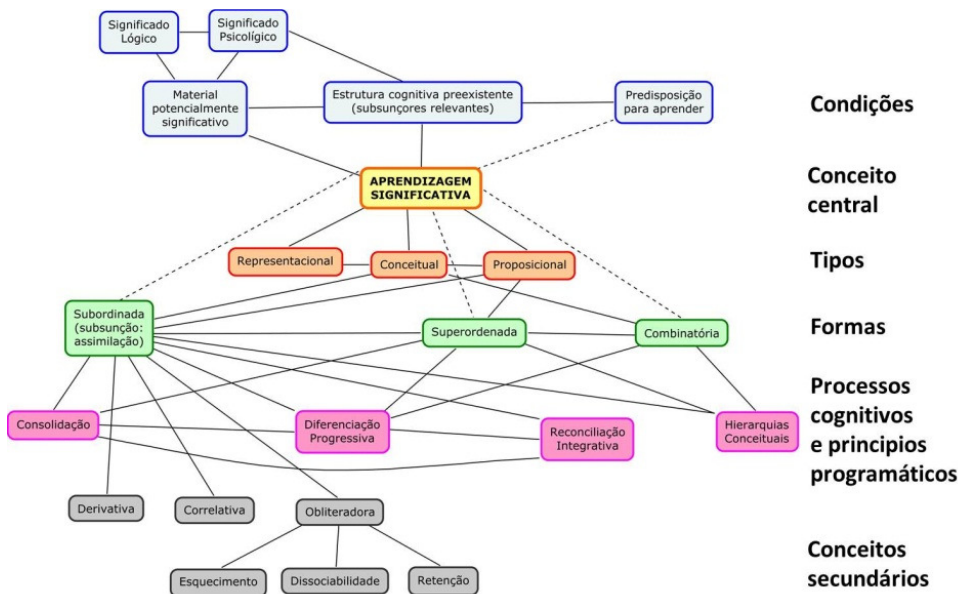 Significado
Lógico
Significado
Psicológico
Material
potencialmente
significativo
Estrutura cognitiva preexistente
(subsunçores relevantes)
Predisposição
para aprender
Condições
APRENDIZAGEM
SIGNIFICATIVA
Conceito
central
Representacional
Conceitual
Proposicional
Tipos
Subordinada
(subsunção:
assimilação)
Superordenada
Combinatória
Formas
Consolidação
Diferenciação
Progressiva
Reconciliação
Integrativa
Hierarquias
Conceituais
Processos
cognitivos
e principios
programáticos
Derivativa
Correlativa
Obliteradora
Esquecimento
Dissociabilidade
Retenção
Conceitos
secundários